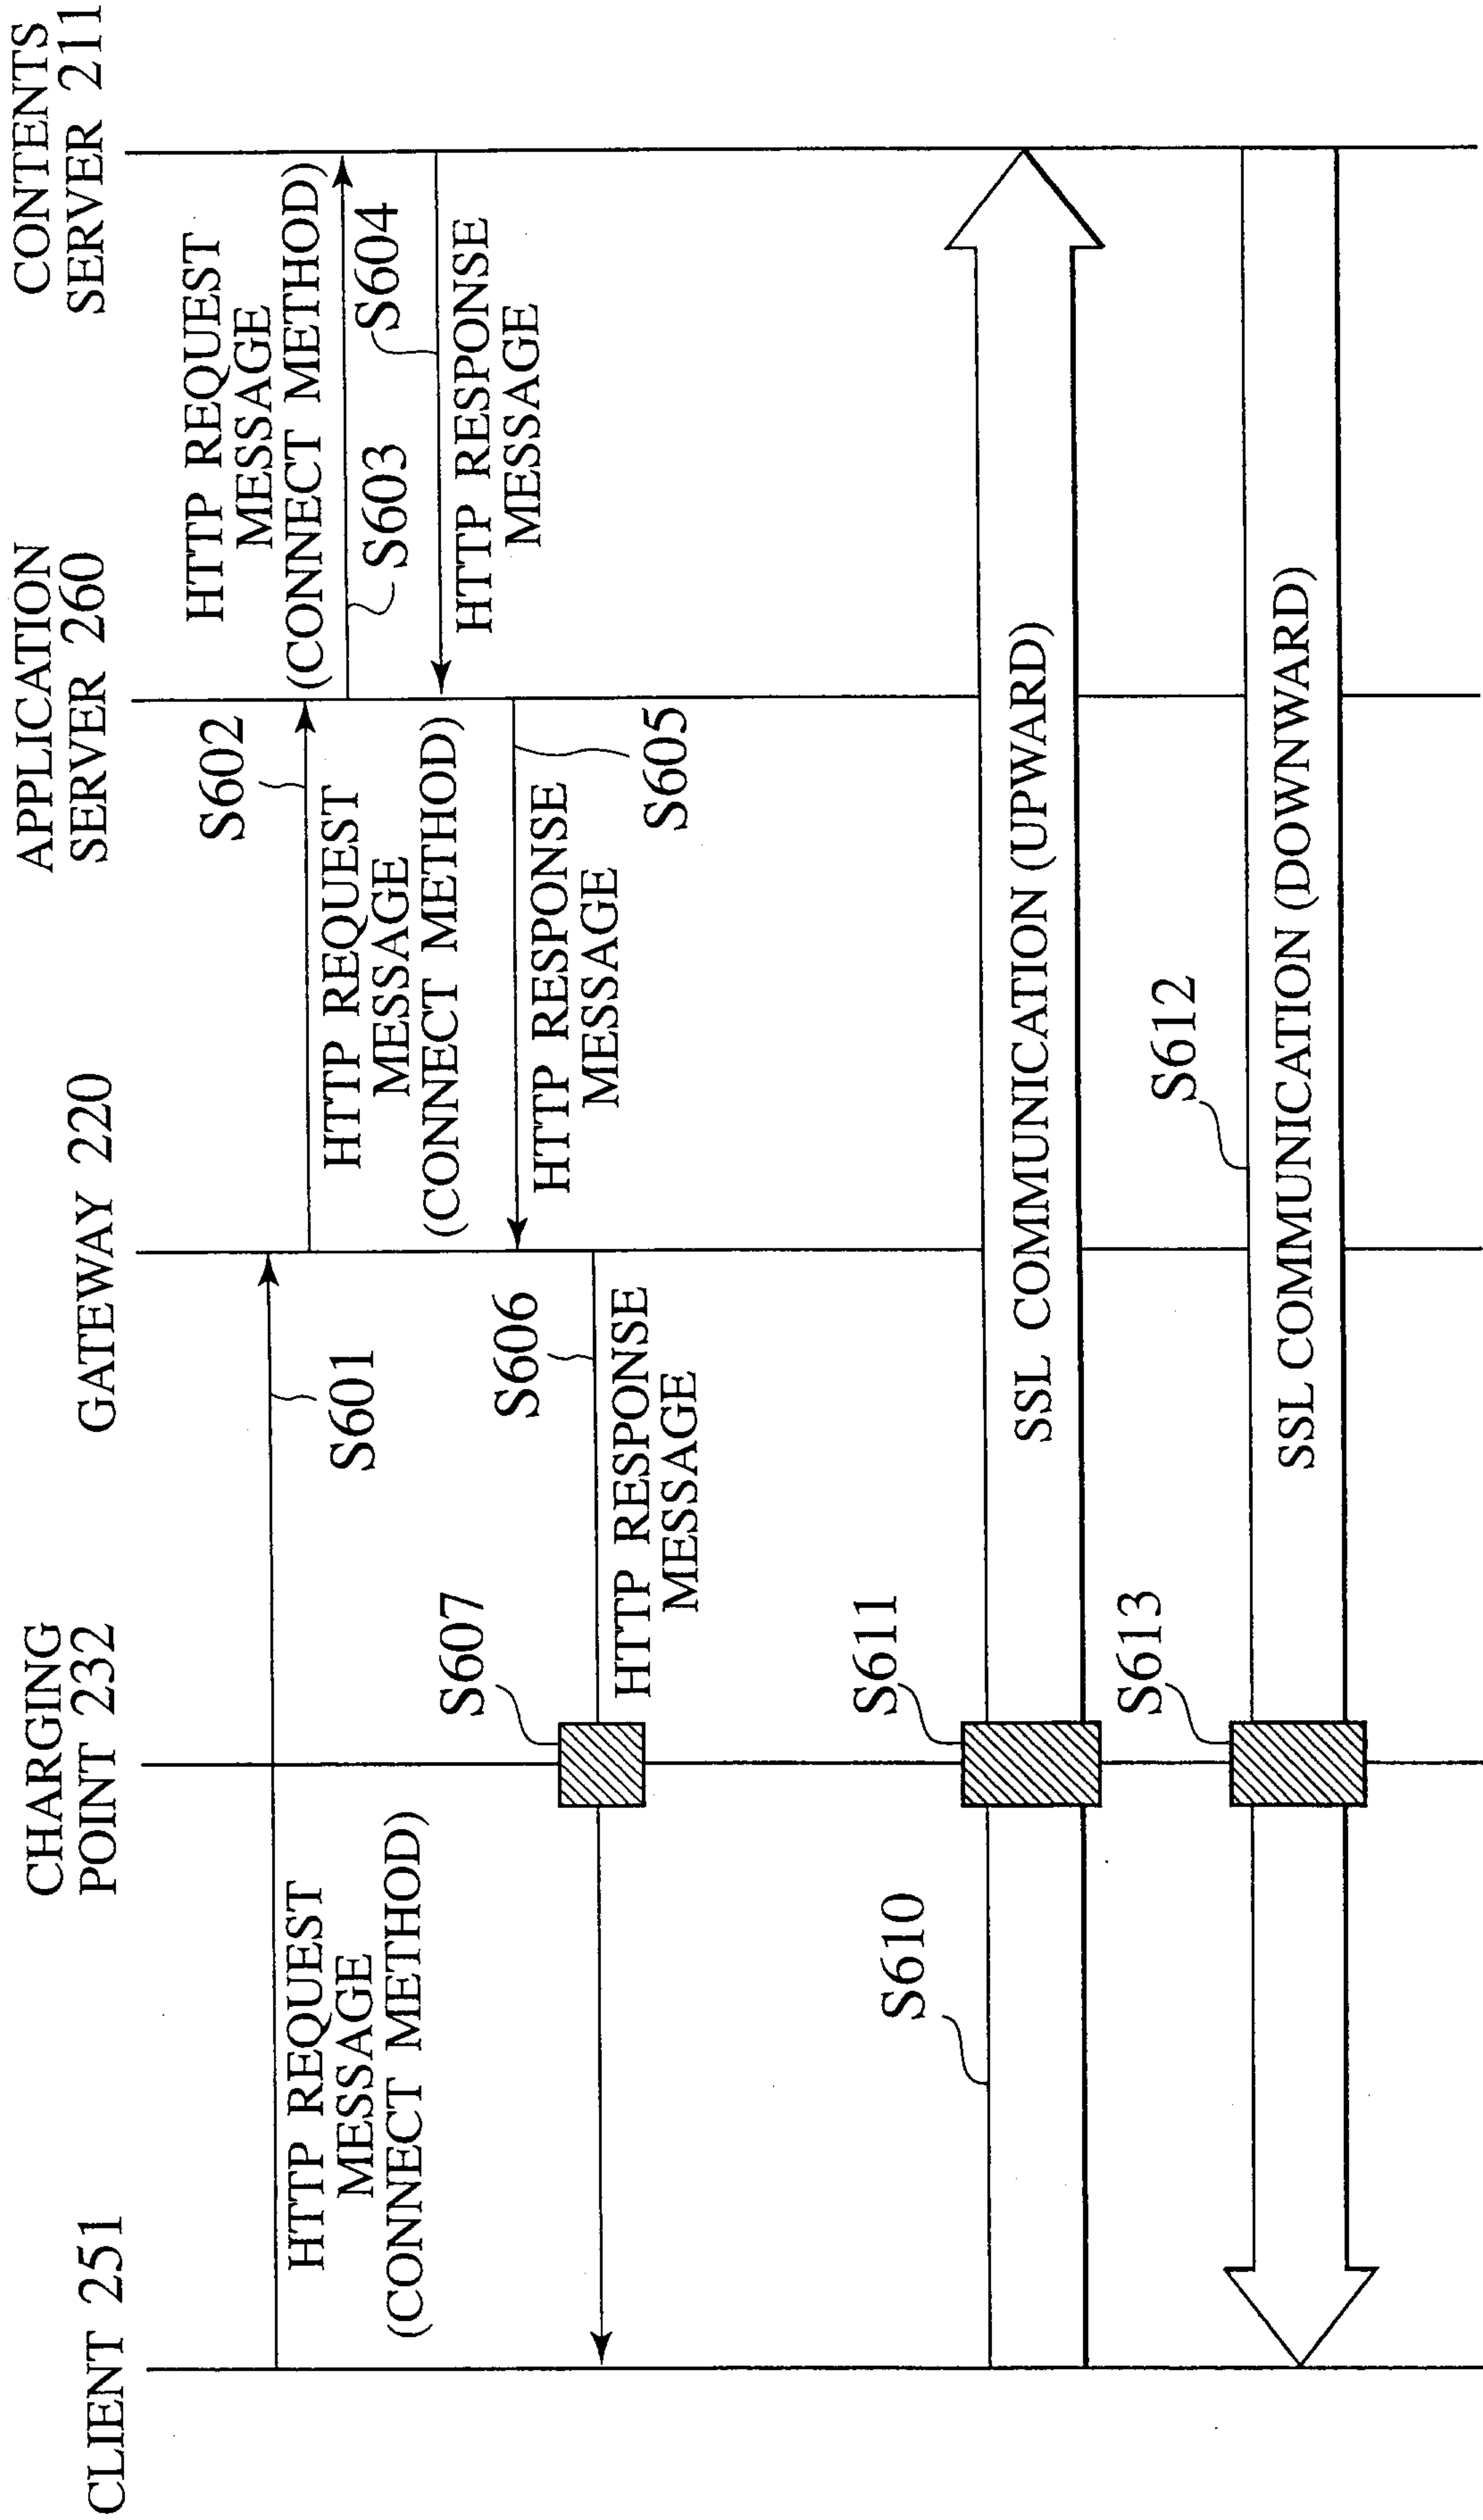 CLIENT 251
CHARGING
POINT 232
GATEWAY 220
APPLICATION
SERVER 260
CONTENTS
SERVER 211
HTTP REQUEST
MESSAGE
(CONNECT METHOD)
S601
S602
HTTP REQUEST
MESSAGE
(CONNECT METHOD)
HTTP REQUEST
MESSAGE
(CONNECT METHOD)
S603
S604
HTTP RESPONSE
MESSAGE
S605
HTTP RESPONSE
MESSAGE
S606
HTTP RESPONSE
MESSAGE
S607
S610
S611
SSL COMMUNICATION (UPWARD)
S612
S613
SSL COMMUNICATION (DOWNWARD)